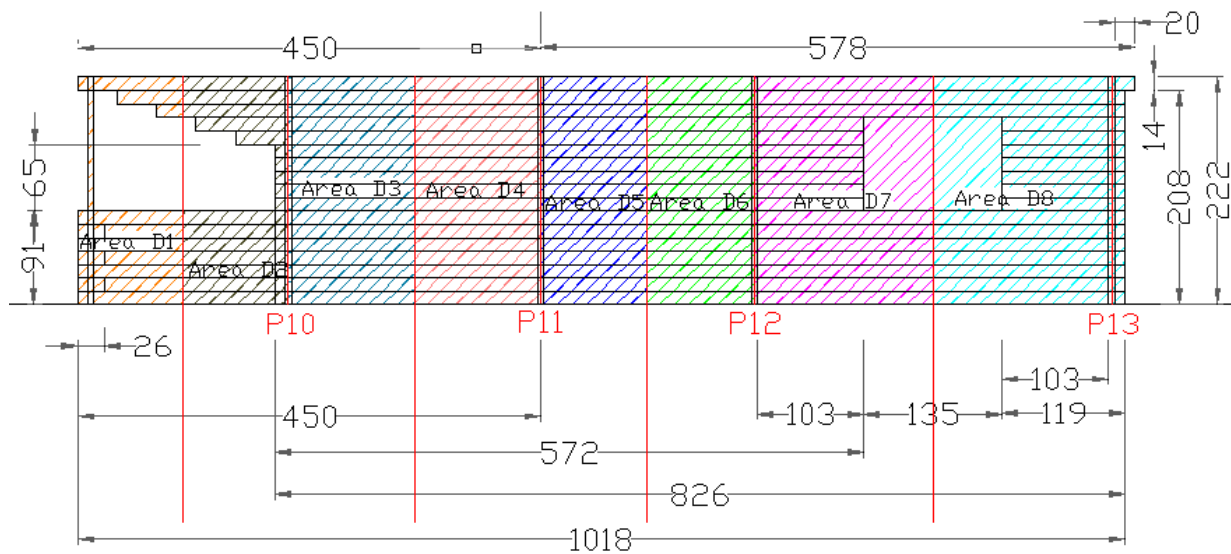 20
450
578
65
14
Area D3
Area D4
Area D5
Area D6
Area D7
Area D8
208
222
91
Area D1
Area D2
P10
P11
P12
P13
26
103
450
103
135
119
572
826
1018